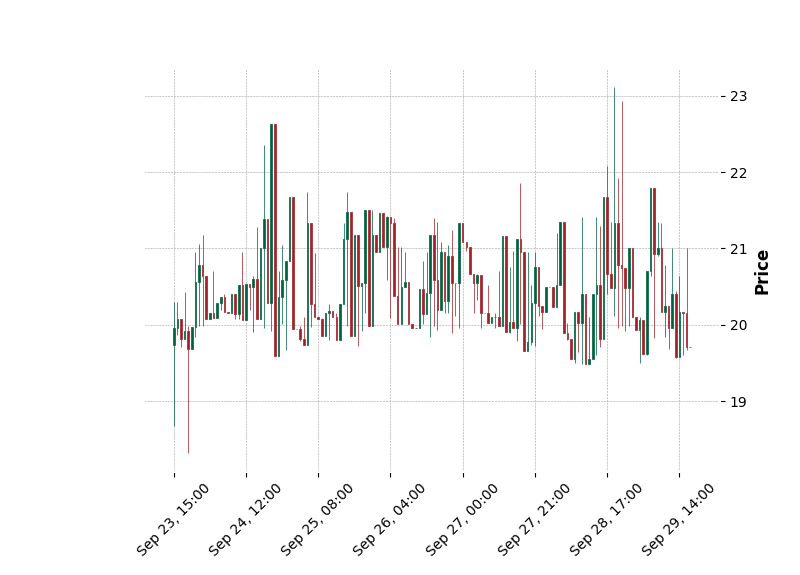 23
22
21
20
19
Price
Sep 23, 15:00
Sep 24, 12:00
Sep 25, 08:00
Sep 26, 04:00
Sep 27, 00:00
Sep 27, 21:00
Sep 28, 17:00
Sep 29, 14:00